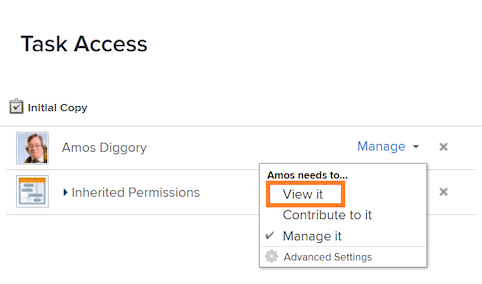 Task Access
Initial Copy
Amos Diggory Manage
Inherited Permissions
Amos needs to...
View it
Contribute to it
Manage it
Advanced Settings